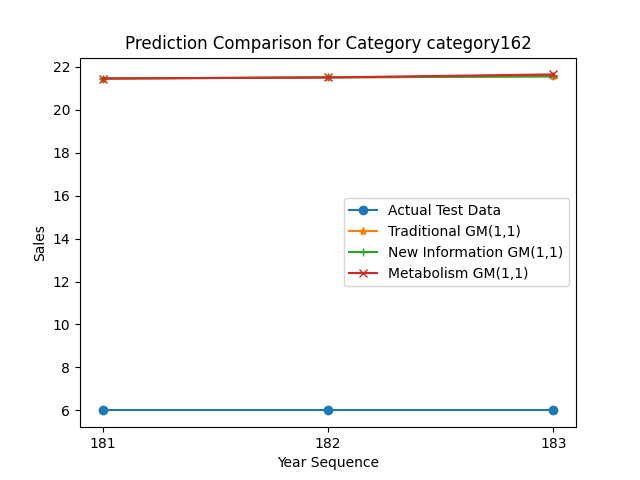 Prediction Comparison for Category category162
22
20
18
16
14
12
10
8
6
Sales
Actual Test Data
Traditional GM(1,1)
New Information GM(1,1)
Metabolism GM(1,1)
181
182
183
Year Sequence